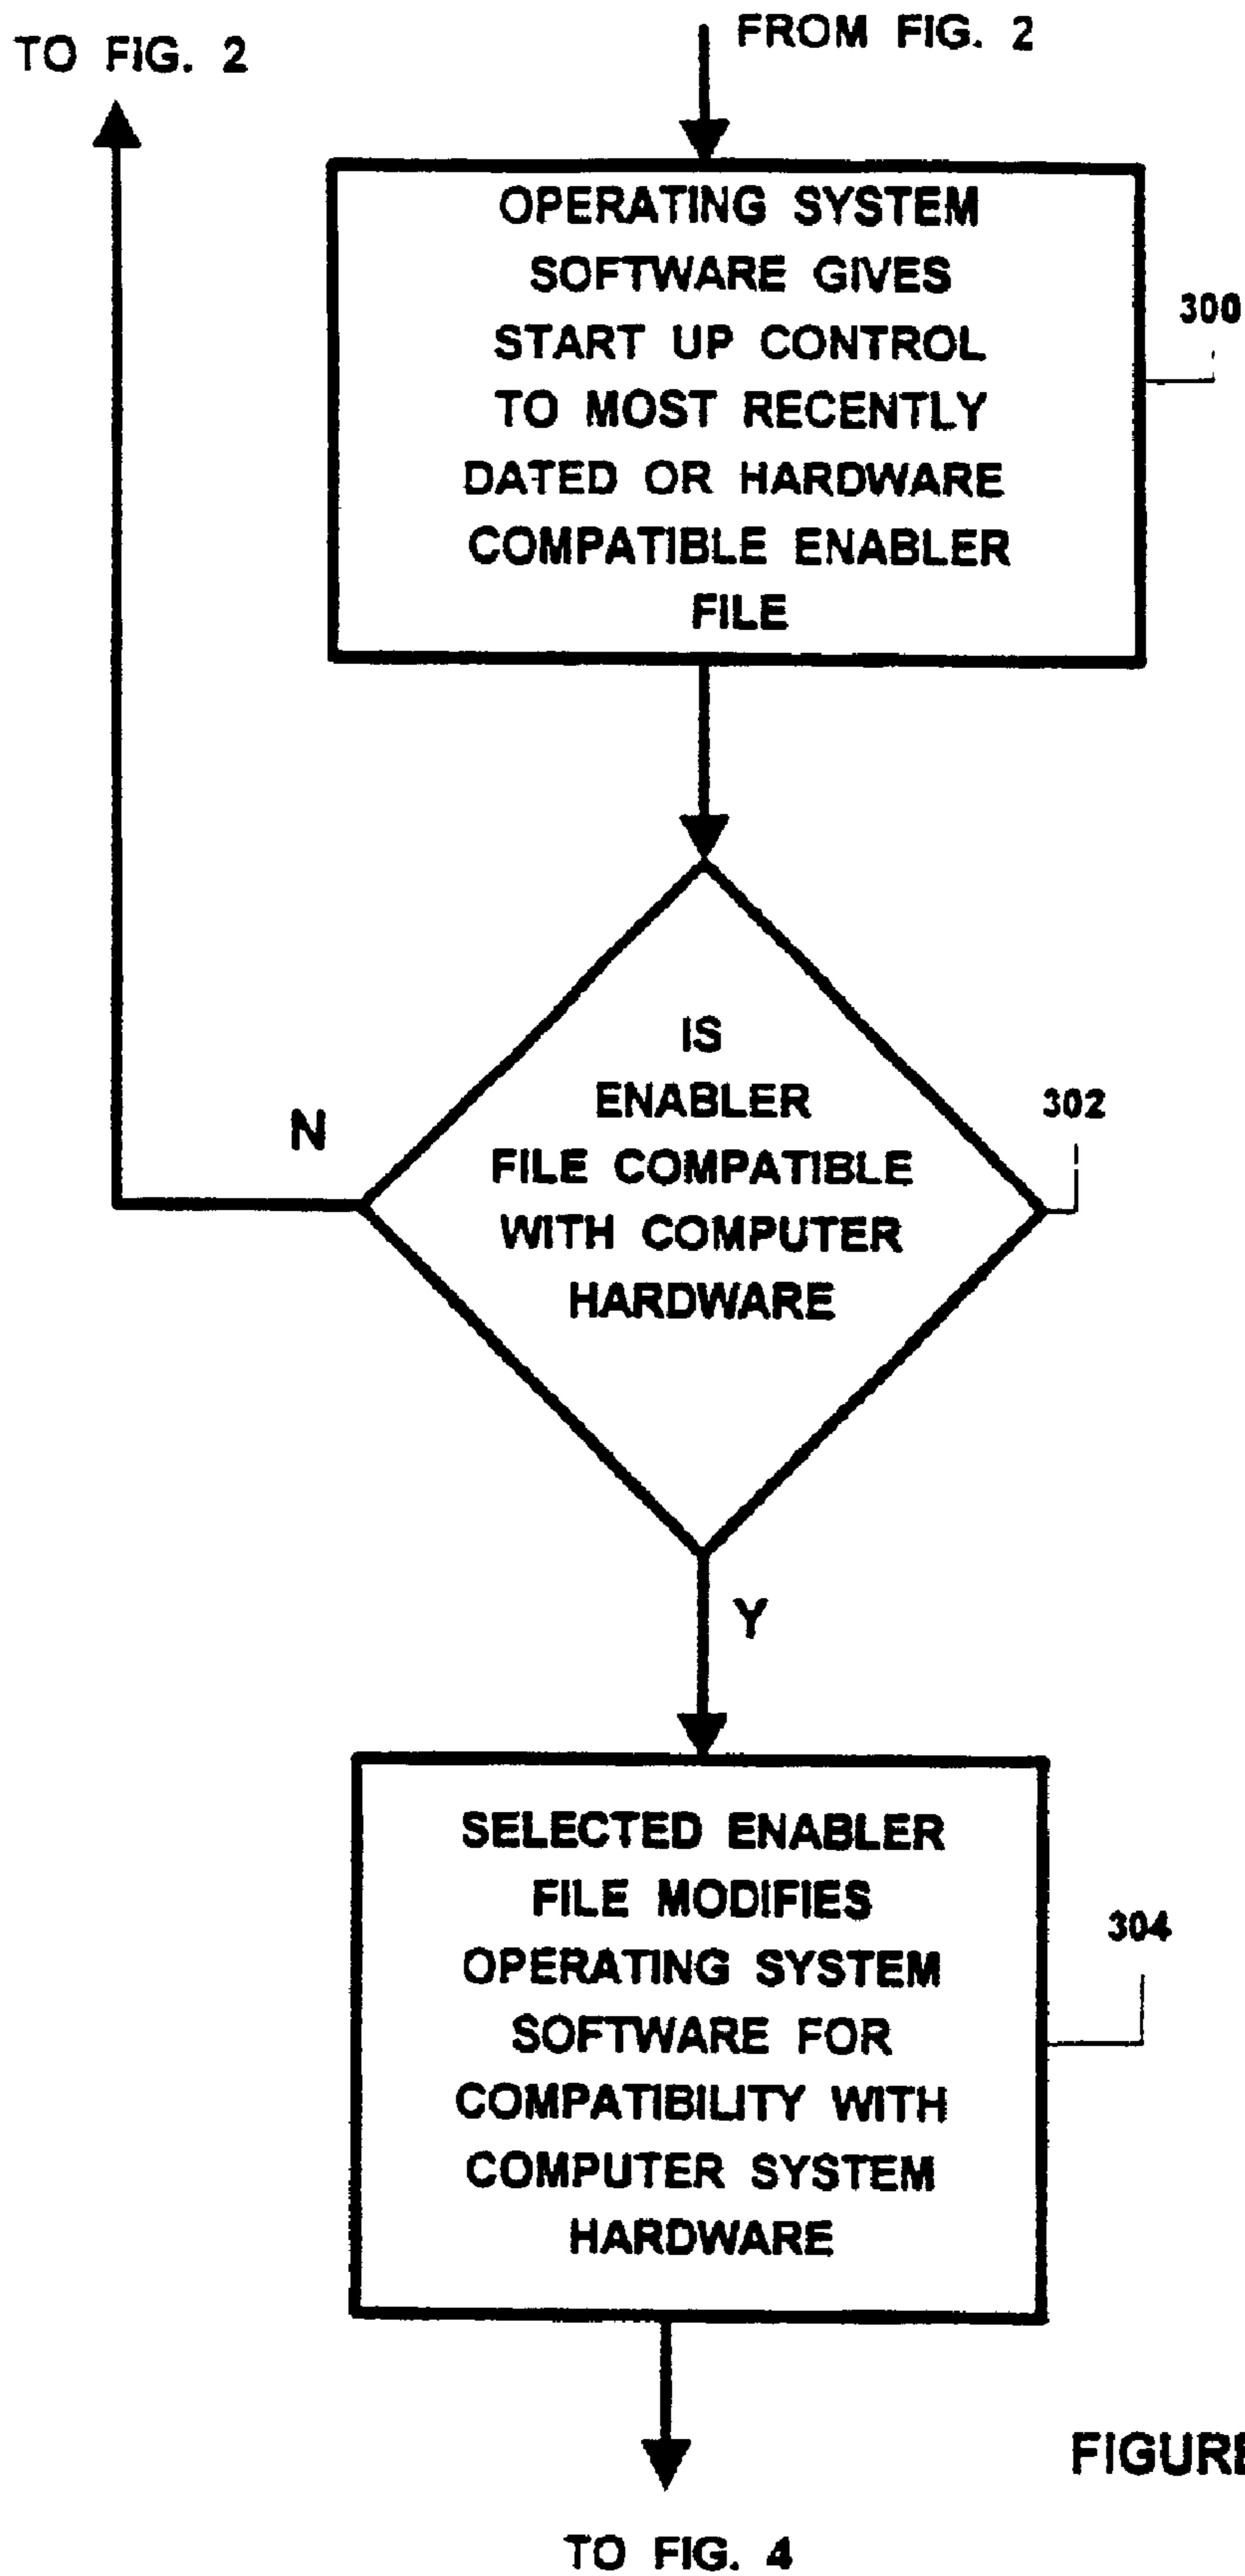 TO FIG. 2
FROM FIG. 2
OPERATING SYSTEM
SOFTWARE GIVES
START UP CONTROL
TO MOST RECENTLY
DATED OR HARDWARE
COMPATIBLE ENABLER
FILE
300
IS
ENABLER
FILE COMPATIBLE
WITH COMPUTER
HARDWARE
302
N
Y
SELECTED ENABLER
FILE MODIFIES
OPERATING SYSTEM
SOFTWARE FOR
COMPATIBILITY WITH
COMPUTER SYSTEM
HARDWARE
304
FIGURE
TO FIG. 4